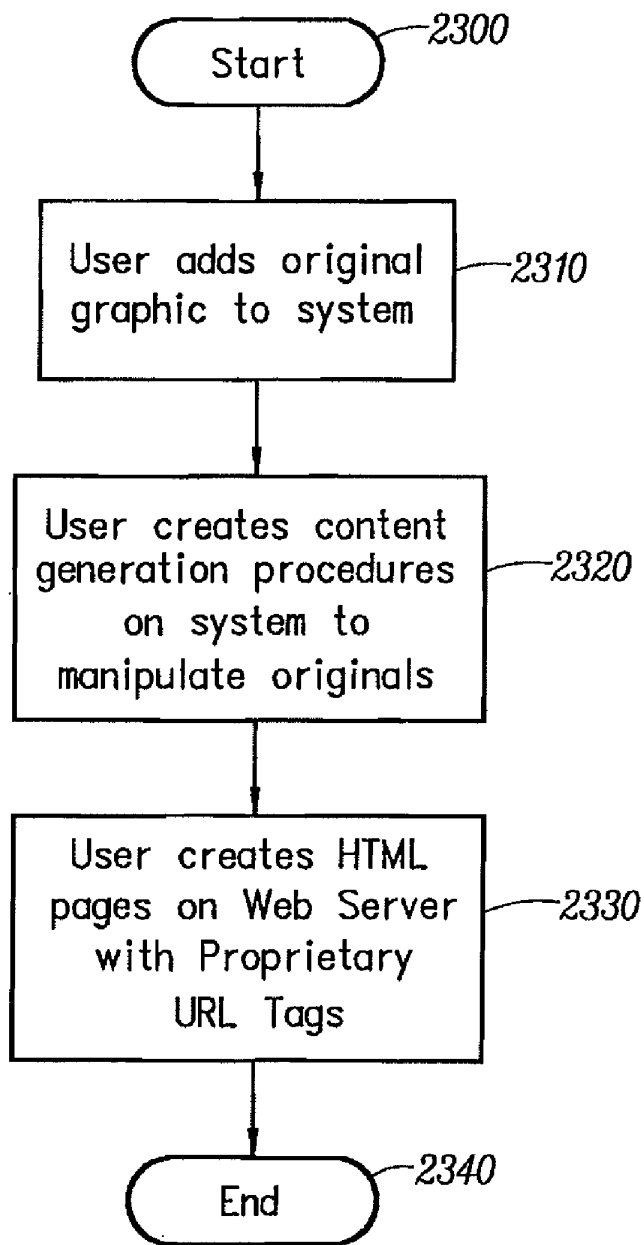 2300
Start
User adds original
graphic to system
2310
User creates content
generation procedures
on system to
manipulate originals
2320
User creates HTML
pages on Web Server
with Proprietary
URL Tags
2330
2340
End